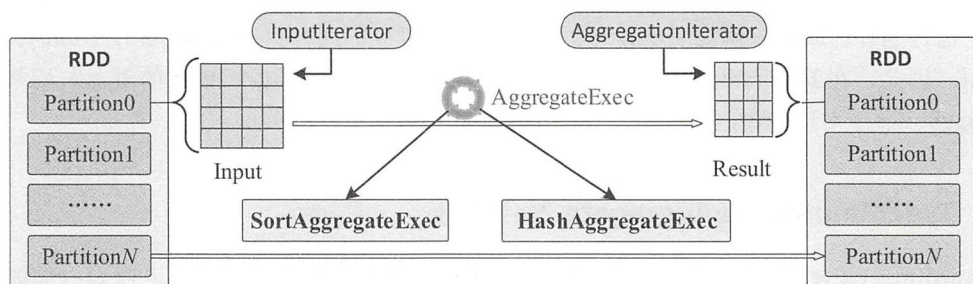 InputIterator
AggregationIterator
RDD
Partition0
Partition1
……
PartitionN
Input
AggregateExec
SortAggregateExec
HashAggregateExec
Result
RDD
Partition0
Partition1
……
PartitionN